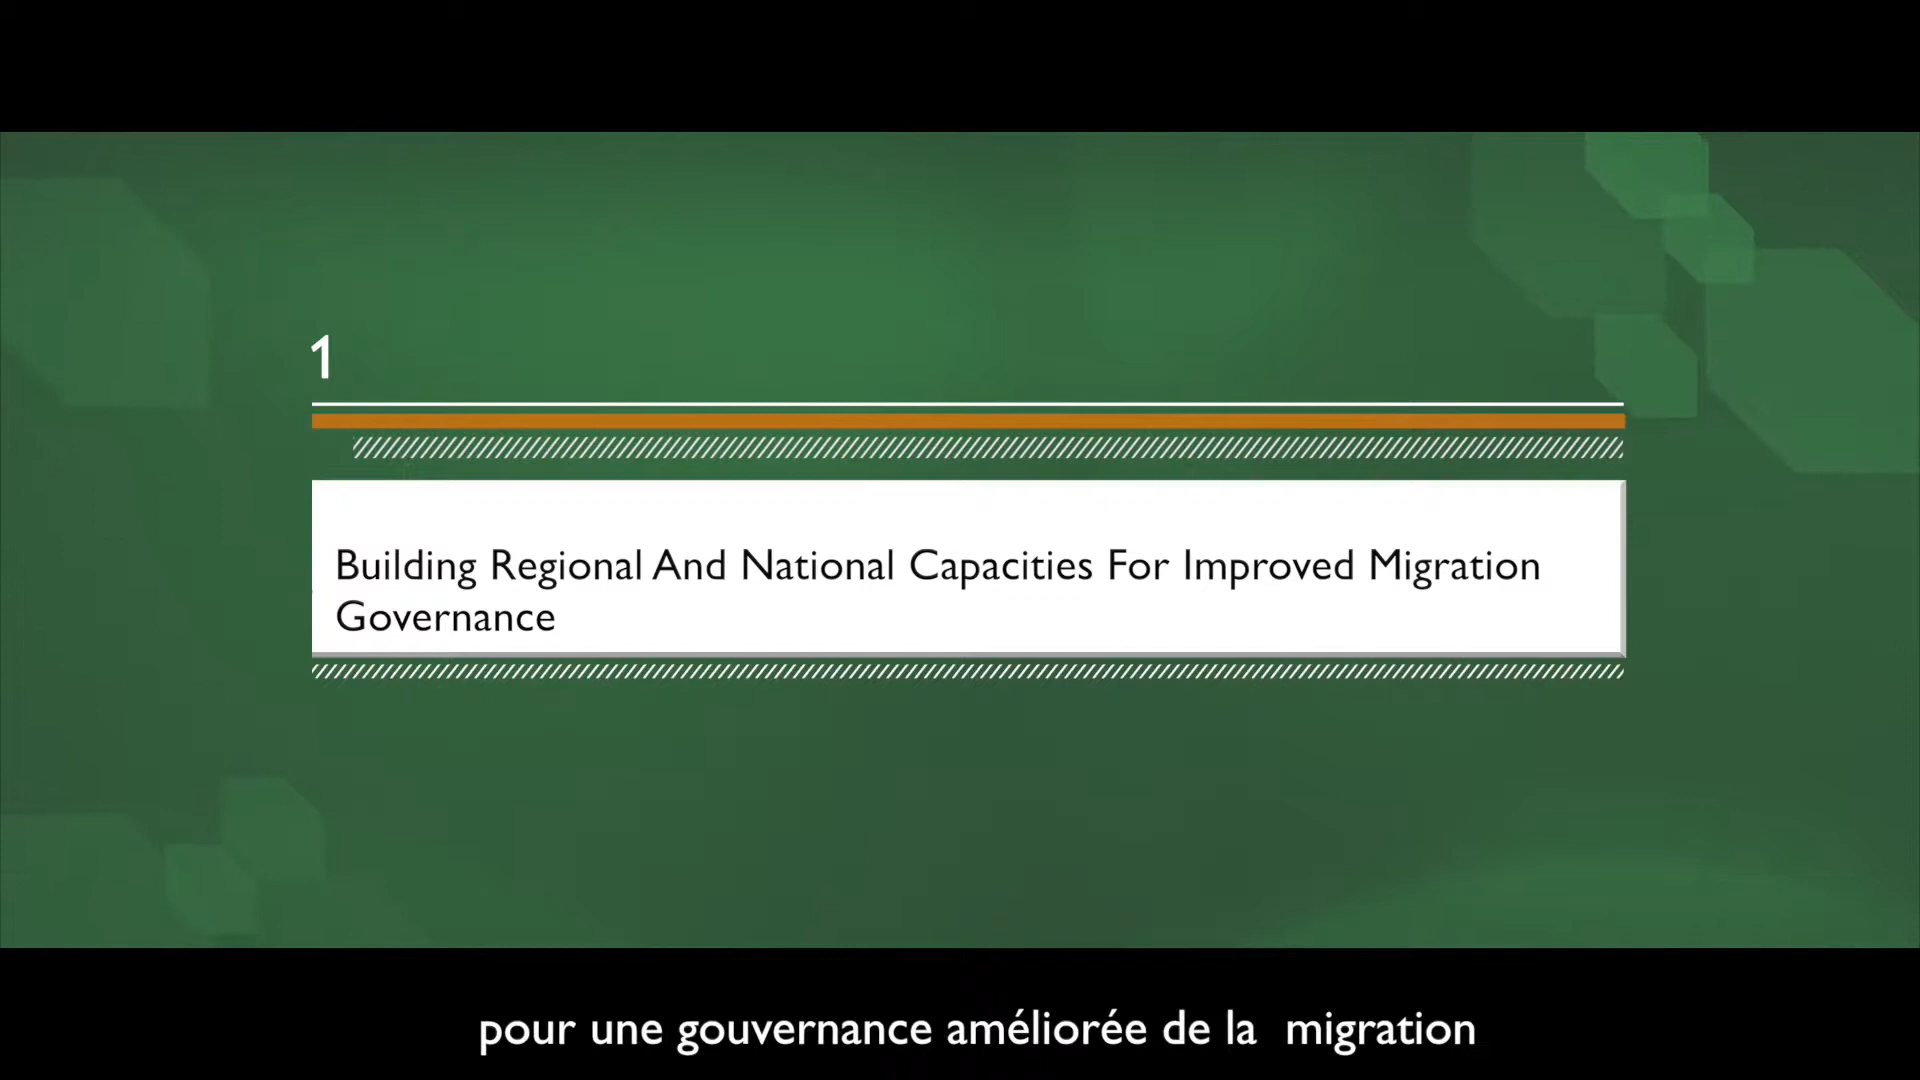 1
Building Regional And National Capacities For Improved Migration
Governance
pour une gouvernance améliorée de la  migration